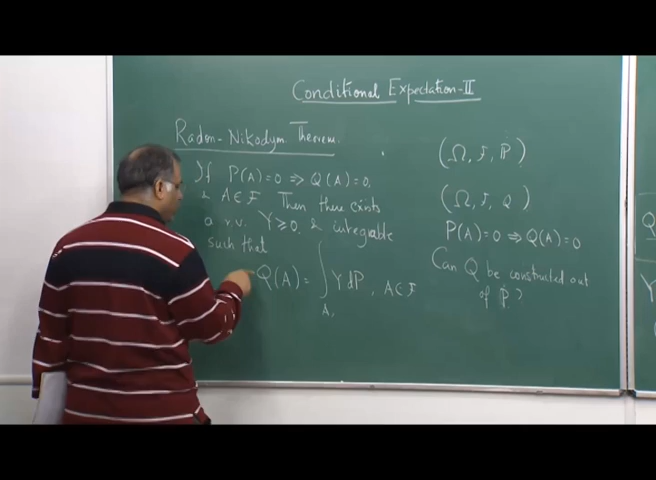 Conditional Expectation-II
Radon-Nikodym Theorem.
If P(A)=0 ⇒ Q(A)=0,
& A∈F Then there exists
a r.v. Y≥0, & integrable
such that
Q(A) = ∫_A Y dP , A∈F
(Ω, F, P)
(Ω, F, Q)
P(A)=0 ⇒ Q(A)=0
Can Q be constructed out
of P?